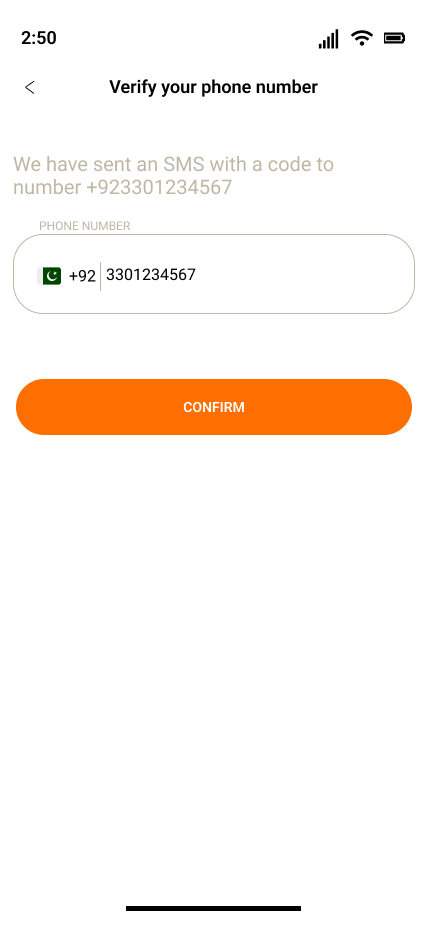 2:50
Verify your phone number
We have sent an SMS with a code to
number +923301234567
PHONE NUMBER
+92 3301234567
CONFIRM